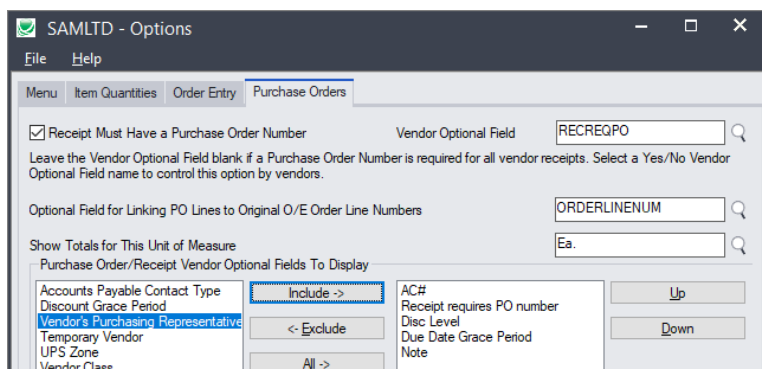 SAMLTD - Options
File Help
Menu Item Quantities Order Entry Purchase Orders
Receipt Must Have a Purchase Order Number Vendor Optional Field RECREQPO
Leave the Vendor Optional Field blank if a Purchase Order Number is required for all vendor receipts. Select a Yes/No Vendor
Optional Field name to control this option by vendors.
Optional Field for Linking PO Lines to Original O/E Order Line Numbers ORDERLINENUM
Show Totals for This Unit of Measure Ea.
Purchase Order/Receipt Vendor Optional Fields To Display
Accounts Payable Contact Type
Discount Grace Period
Vendor's Purchasing Representative
Temporary Vendor
UPS Zone
Vendor Class
Include ->
<- Exclude
All ->
AC#
Receipt requires PO number
Disc Level
Due Date Grace Period
Note
Up
Down